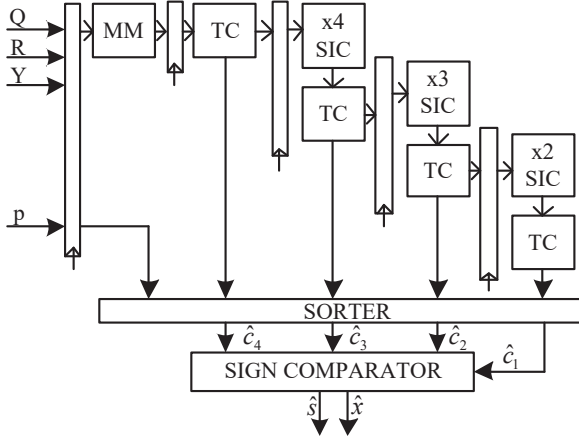 Q
R
Y
p
MM
TC
x4
SIC
TC
x3
SIC
TC
x2
SIC
TC
SORTER
ĉ₄
ĉ₃
ĉ₂
ĉ₁
SIGN COMPARATOR
ŝ
x̂